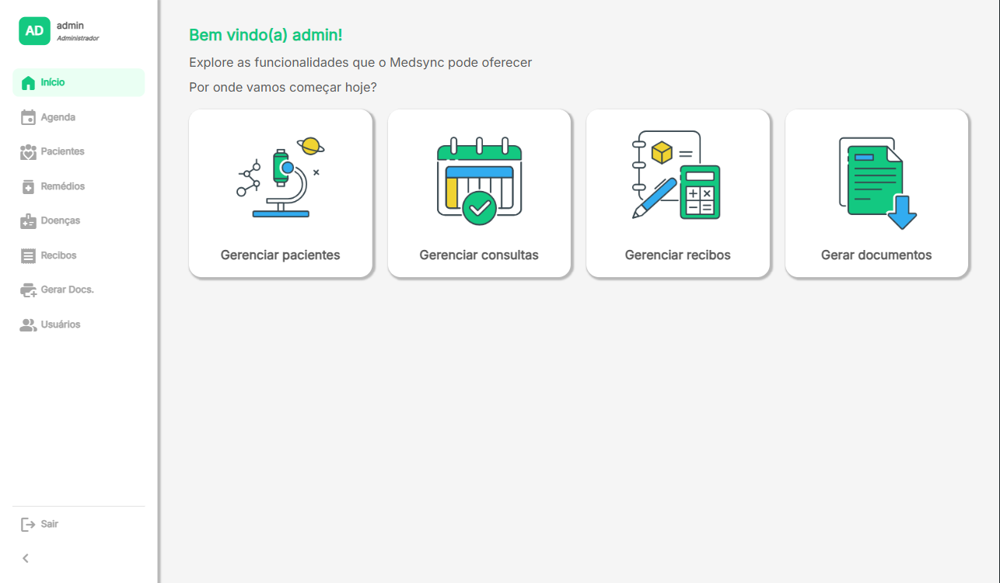 AD
admin
Administrador
Início
Agenda
Pacientes
Remédios
Doenças
Recibos
Gerar Docs.
Usuários
Sair
Bem vindo(a) admin!
Explore as funcionalidades que o Medsync pode oferecer
Por onde vamos começar hoje?
Gerenciar pacientes
Gerenciar consultas
Gerenciar recibos
Gerar documentos